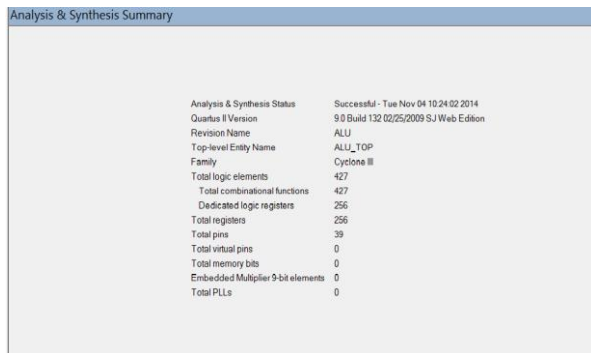 Analysis & Synthesis Summary
Analysis & Synthesis Status Successful - Tue Nov 04 10:24:02 2014
Quartus II Version 9.0 Build 132 02/25/2009 SJ Web Edition
Revision Name ALU
Top-level Entity Name ALU_TOP
Family Cyclone III
Total logic elements 427
Total combinational functions 427
Dedicated logic registers 256
Total registers 256
Total pins 39
Total virtual pins 0
Total memory bits 0
Embedded Multiplier 9-bit elements 0
Total PLLs 0